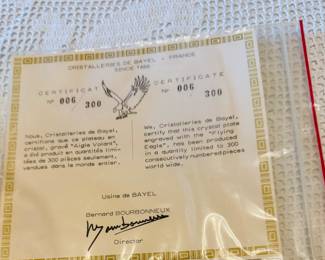 CRISTALLERIES DE BAYEL - FRANCE
SINCE 1666
CERTIFICAT
Nº 006 300
Nous, Cristalleries de Bayel,
certifions que ce plateau en
cristal, gravé "Aigle Volant",
a été produit en quantités limi-
tées de 300 pièces seulement,
vendues dans le monde entier.
CERTIFICATE
Nº 006 300
We, Cristalleries de Bayel,
certify that this crystal plate
engraved with the "Flying
Eagle", has been produced
in a quantity limited to 300
consecutively numbered pieces
world wide.
Usine de BAYEL
Bernard BOURBONNEUX
Director